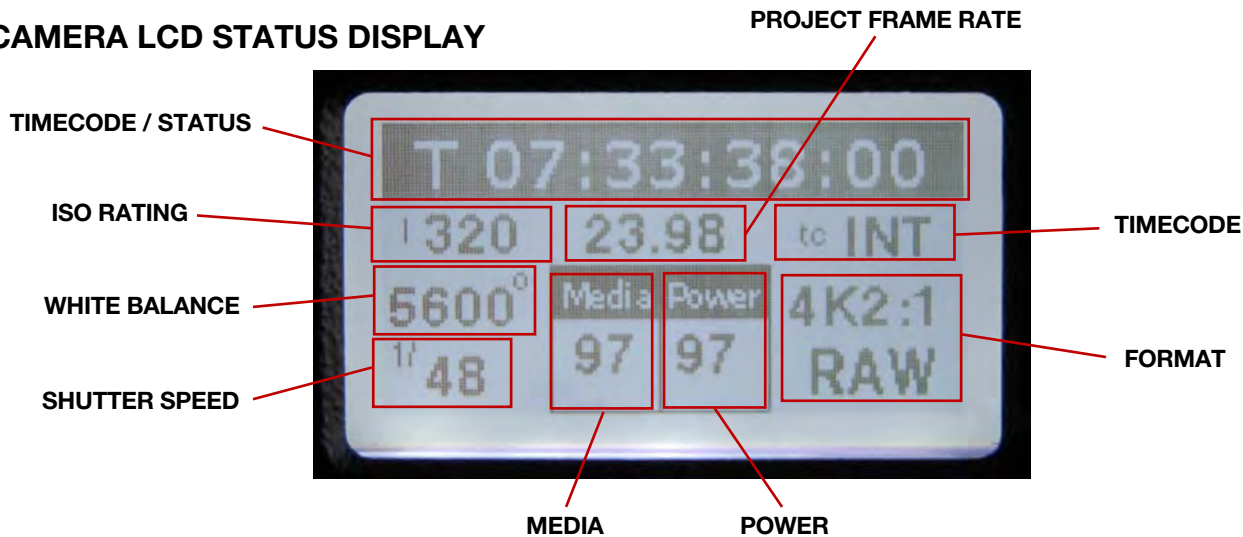 PROJECT FRAME RATE
CAMERA LCD STATUS DISPLAY
TIMECODE / STATUS
T 07:33:38:00
ISO RATING
I 320
23.98
tc INT
TIMECODE
WHITE BALANCE
5600°
Media Power
4K2:1
97 97
RAW
FORMAT
1/48
SHUTTER SPEED
MEDIA
POWER